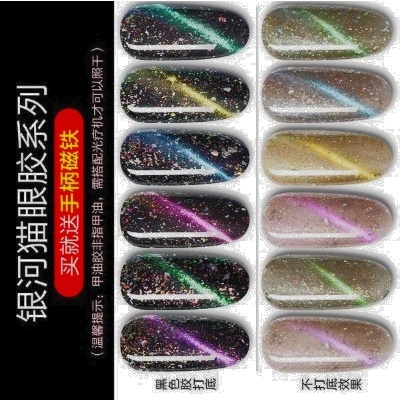 银河猫眼胶系列
买就送手柄磁铁
(温馨提示：甲油胶非指甲油，需搭配光疗机才可以照干)
黑色胶打底
不打底效果